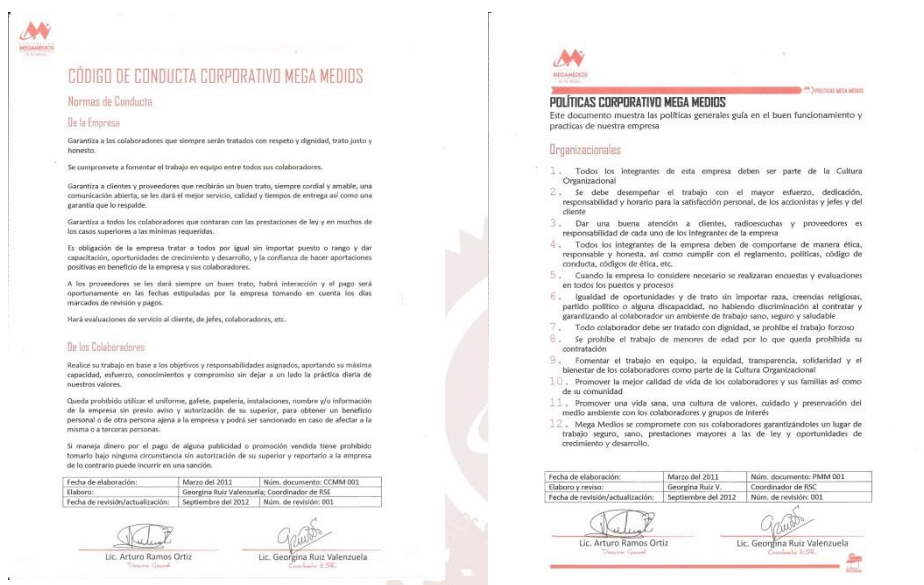 MEGAMEDIOS
CÓDIGO DE CONDUCTA CORPORATIVO MEGA MEDIOS
Normas de Conducta
De la Empresa
Garantiza a los colaboradores que siempre serán tratados con respeto y dignidad, trato justo y
honesto.
Se compromete a fomentar el trabajo en equipo entre todos sus colaboradores.
Garantiza a clientes y proveedores que recibirán un buen trato, siempre cordial y amable, una
comunicación abierta, se les dará el mejor servicio, calidad y tiempos de entrega así como una
garantía que lo respalde.
Garantiza a todos los colaboradores que contaran con las prestaciones de ley y en muchos de
los casos superiores a las mínimas requeridas.
Es obligación de la empresa tratar a todos por igual sin importar puesto o rango y dar
capacitación, oportunidades de crecimiento y desarrollo, y la confianza de hacer aportaciones
positivas en beneficio de la empresa y sus colaboradores.
A los proveedores se les dará siempre un buen trato, habrá interacción y el pago será
oportunamente en las fechas estipuladas por la empresa tomando en cuenta los días
marcados de revisión y pagos.
Hará evaluaciones de servicio al cliente, de jefes, colaboradores, etc.
De los Colaboradores
Realice su trabajo en base a los objetivos y responsabilidades asignados, aportando su máxima
capacidad, esfuerzo, conocimientos y compromiso sin dejar a un lado la práctica diaria de
nuestros valores.
Queda prohibido utilizar el uniforme, gafete, papelería, instalaciones, nombre y/o información
de la empresa sin previo aviso y autorización de su superior, para obtener un beneficio
personal o de otra persona ajena a la empresa y podrá ser sancionado en caso de afectar a la
misma o a terceras personas.
Si maneja dinero por el pago de alguna publicidad o promoción vendida tiene prohibido
tomarlo bajo ninguna circunstancia sin autorización de su superior y reportarlo a la empresa
de lo contrario puede incurrir en una sanción.
Fecha de elaboración: Marzo del 2011 Núm. documento: CCMM 001
Elaboro: Georgina Ruiz Valenzuela; Coordinador de RSE
Fecha de revisión/actualización: Septiembre del 2012 Núm. de revisión: 001
Lic. Arturo Ramos Ortiz Lic. Georgina Ruiz Valenzuela
Director General Coordinador E.S.R.
MEGAMEDIOS
POLÍTICAS MEGA MEDIOS
POLÍTICAS CORPORATIVO MEGA MEDIOS
Este documento muestra las políticas generales guía en el buen funcionamiento y
practicas de nuestra empresa
Organizacionales
1. Todos los integrantes de esta empresa deben ser parte de la Cultura
Organizacional
2. Se debe desempeñar el trabajo con el mayor esfuerzo, dedicación,
responsabilidad y horario para la satisfacción personal, de los accionistas y jefes y del
cliente
3. Dar una buena atención a clientes, radioescuchas y proveedores es
responsabilidad de cada uno de los integrantes de la empresa
4. Todos los integrantes de la empresa deben de comportarse de manera ética,
responsable y honesta, así como cumplir con el reglamento, políticas, código de
conducta, códigos de ética, etc.
5. Cuando la empresa lo considere necesario se realizaran encuestas y evaluaciones
en todos los puestos y procesos
6. Igualdad de oportunidades y de trato sin importar raza, creencias religiosas,
partido político o alguna discapacidad, no habiendo discriminación al contratar y
garantizando al colaborador un ambiente de trabajo sano, seguro y saludable
7. Todo colaborador debe ser tratado con dignidad, se prohíbe el trabajo forzoso
8. Se prohíbe el trabajo de menores de edad por lo que queda prohibida su
contratación
9. Fomentar el trabajo en equipo, la equidad, transparencia, solidaridad y el
bienestar de los colaboradores como parte de la Cultura Organizacional
10. Promover la mejor calidad de vida de los colaboradores y sus familias así como
de su comunidad
11. Promover una vida sana, una cultura de valores, cuidado y preservación del
medio ambiente con los colaboradores y grupos de interés
12. Mega Medios se compromete con sus colaboradores garantizándoles un lugar de
trabajo seguro, sano, prestaciones mayores a las de ley y oportunidades de
crecimiento y desarrollo.
Fecha de elaboración: Marzo del 2011 Núm. documento: PMM 001
Elaboro y reviso: Georgina Ruiz V. Coordinador de RSC
Fecha de revisión/actualización: Septiembre del 2012 Núm. de revisión: 001
Lic. Arturo Ramos Ortiz Lic. Georgina Ruiz Valenzuela
Director General Coordinador E.S.R.